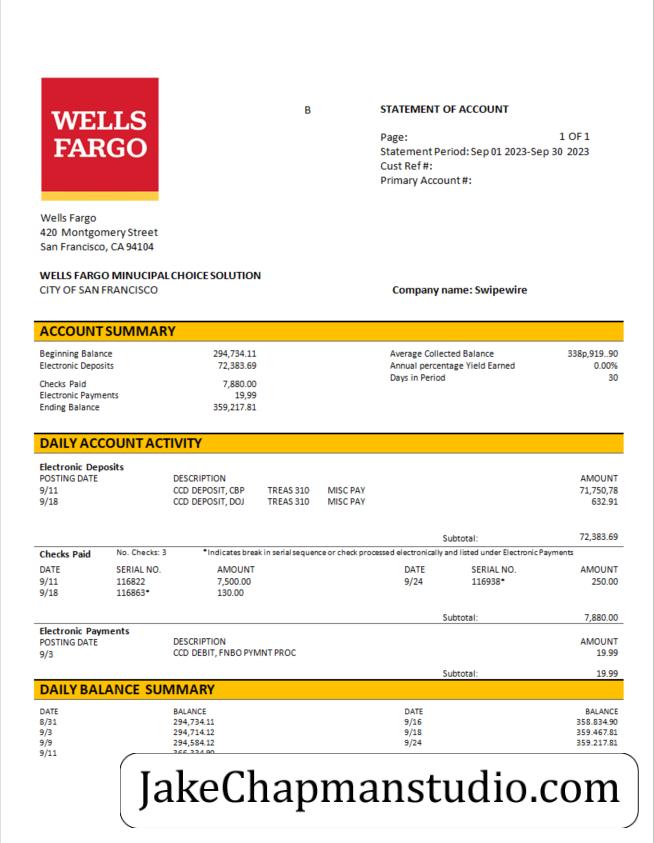 WELLS
FARGO
B
STATEMENT OF ACCOUNT
Page: 1 OF 1
Statement Period: Sep 01 2023-Sep 30 2023
Cust Ref #:
Primary Account #:
Wells Fargo
420 Montgomery Street
San Francisco, CA 94104
WELLS FARGO MINUCIPAL CHOICE SOLUTION
CITY OF SAN FRANCISCO
Company name: Swipewire
ACCOUNT SUMMARY
Beginning Balance 294,734.11 Average Collected Balance 338p,919..90
Electronic Deposits 72,383.69 Annual percentage Yield Earned 0.00%
Days in Period 30
Checks Paid 7,880.00
Electronic Payments 19,99
Ending Balance 359,217.81
DAILY ACCOUNT ACTIVITY
Electronic Deposits
POSTING DATE DESCRIPTION AMOUNT
9/11 CCD DEPOSIT, CBP TREAS 310 MISC PAY 71,750,78
9/18 CCD DEPOSIT, DOJ TREAS 310 MISC PAY 632.91
Subtotal: 72,383.69
Checks Paid No. Checks: 3 *Indicates break in serial sequence or check processed electronically and listed under Electronic Payments
DATE SERIAL NO. AMOUNT DATE SERIAL NO. AMOUNT
9/11 116822 7,500.00 9/24 116938* 250.00
9/18 116863* 130.00
Subtotal: 7,880.00
Electronic Payments
POSTING DATE DESCRIPTION AMOUNT
9/3 CCD DEBIT, FNBO PYMNT PROC 19.99
Subtotal: 19.99
DAILY BALANCE SUMMARY
DATE BALANCE DATE BALANCE
8/31 294,734.11 9/16 358.834.90
9/3 294,714.12 9/18 359.467.81
9/9 294,584.12 9/24 359.217.81
9/11
JakeChapmanstudio.com